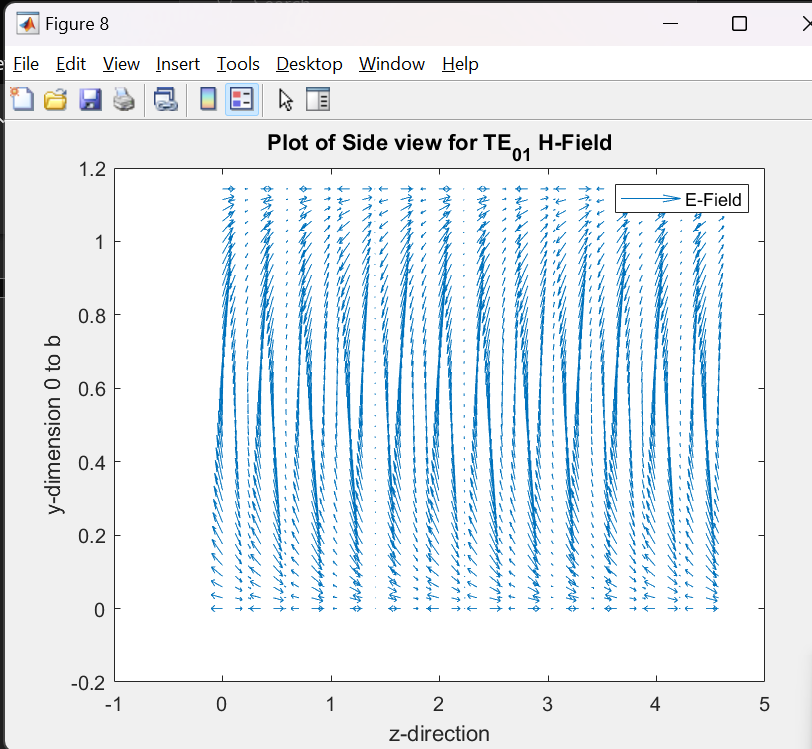 Figure 8
File Edit View Insert Tools Desktop Window Help
Plot of Side view for TE01 H-Field
E-Field
1.2
1
0.8
0.6
0.4
0.2
0
-0.2
y-dimension 0 to b
-1 0 1 2 3 4 5
z-direction